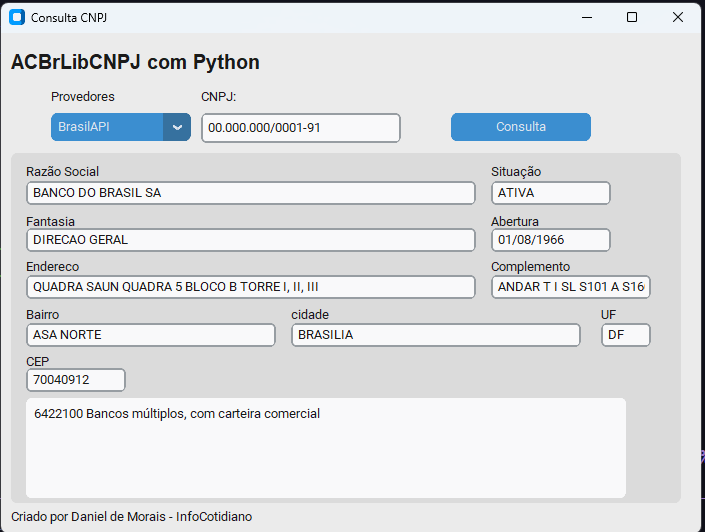 Consulta CNPJ
ACBrLibCNPJ com Python
Provedores CNPJ:
BrasilAPI 00.000.000/0001-91 Consulta
Razão Social Situação
BANCO DO BRASIL SA ATIVA
Fantasia Abertura
DIRECAO GERAL 01/08/1966
Endereco Complemento
QUADRA SAUN QUADRA 5 BLOCO B TORRE I, II, III ANDAR T I SL S101 A S16
Bairro cidade UF
ASA NORTE BRASILIA DF
CEP
70040912
6422100 Bancos múltiplos, com carteira comercial
Criado por Daniel de Morais - InfoCotidiano